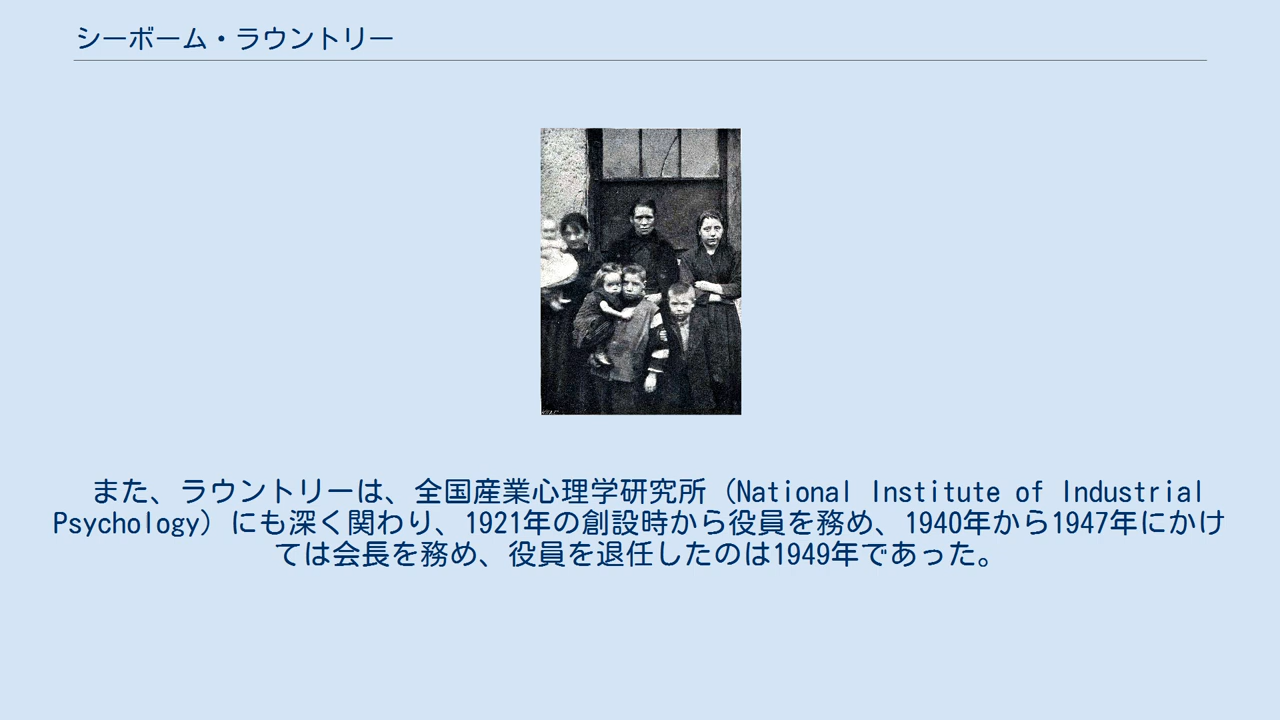 シーボーム・ラウントリー
また、ラウントリーは、全国産業心理学研究所（National Institute of Industrial
Psychology）にも深く関わり、1921年の創設時から役員を務め、1940年から1947年にかけ
ては会長を務め、役員を退任したのは1949年であった。